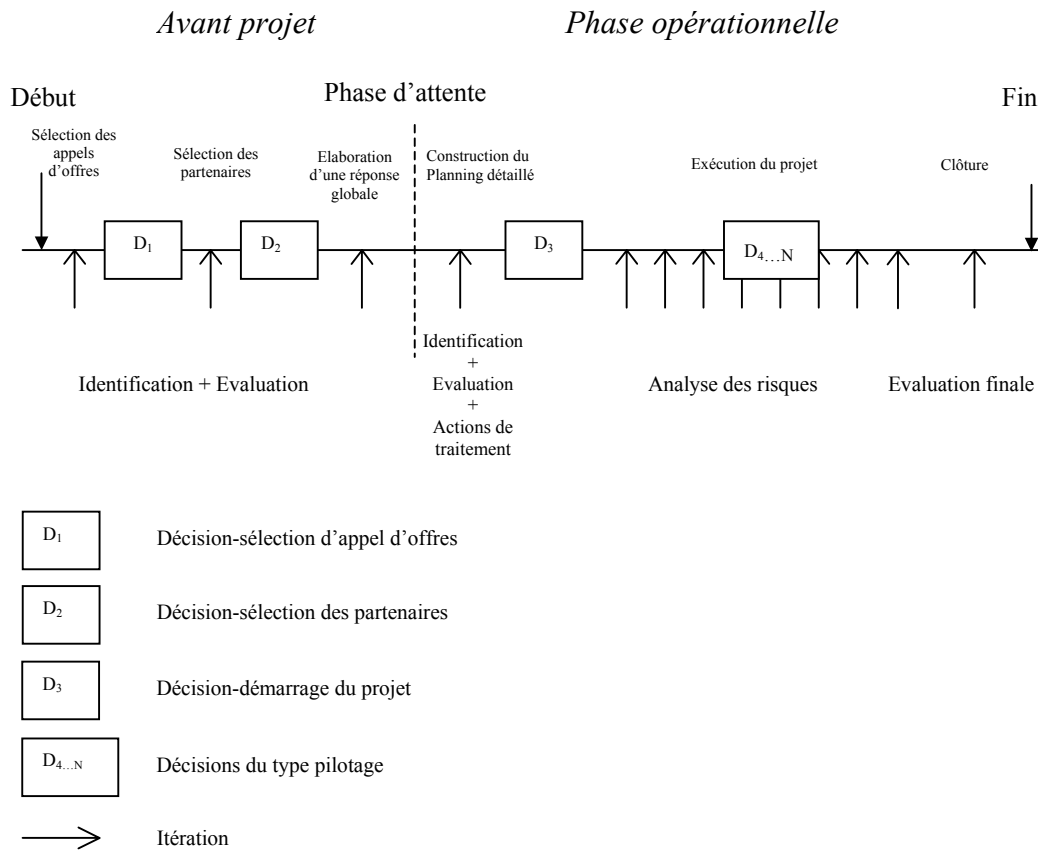 Avant projet
Phase opérationnelle
Début
Phase d’attente
Fin
Sélection des
appels
d’offres
Sélection des
partenaires
Elaboration
d’une réponse
globale
Construction du
Planning détaillé
Exécution du projet
Clôture
D1
D2
D3
D4…N
Identification + Evaluation
Identification
+
Evaluation
+
Actions de
traitement
Analyse des risques
Evaluation finale
D1
Décision-sélection d’appel d’offres
D2
Décision-sélection des partenaires
D3
Décision-démarrage du projet
D4…N
Décisions du type pilotage
Itération